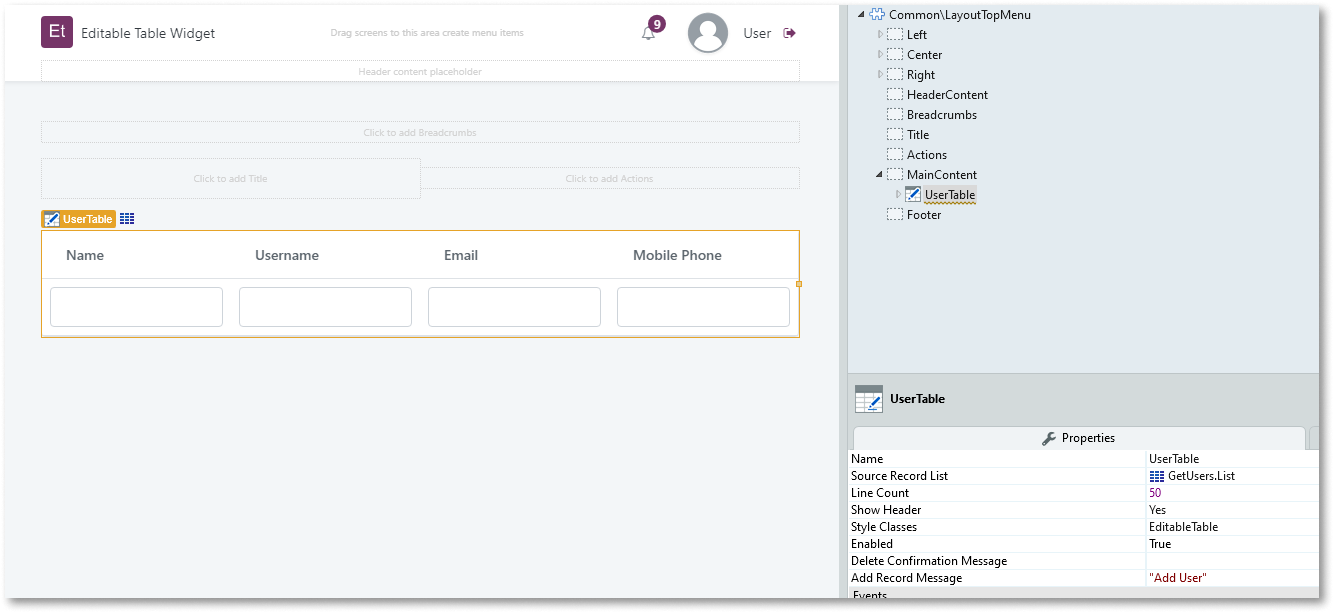 Et Editable Table Widget
Drag screens to this area create menu items
9
User
Header content placeholder
Click to add Breadcrumbs
Click to add Title
Click to add Actions
UserTable
Name Username Email Mobile Phone
Common\LayoutTopMenu
Left
Center
Right
HeaderContent
Breadcrumbs
Title
Actions
MainContent
UserTable
Footer
UserTable
Properties
Name UserTable
Source Record List GetUsers.List
Line Count 50
Show Header Yes
Style Classes EditableTable
Enabled True
Delete Confirmation Message
Add Record Message "Add User"
Events